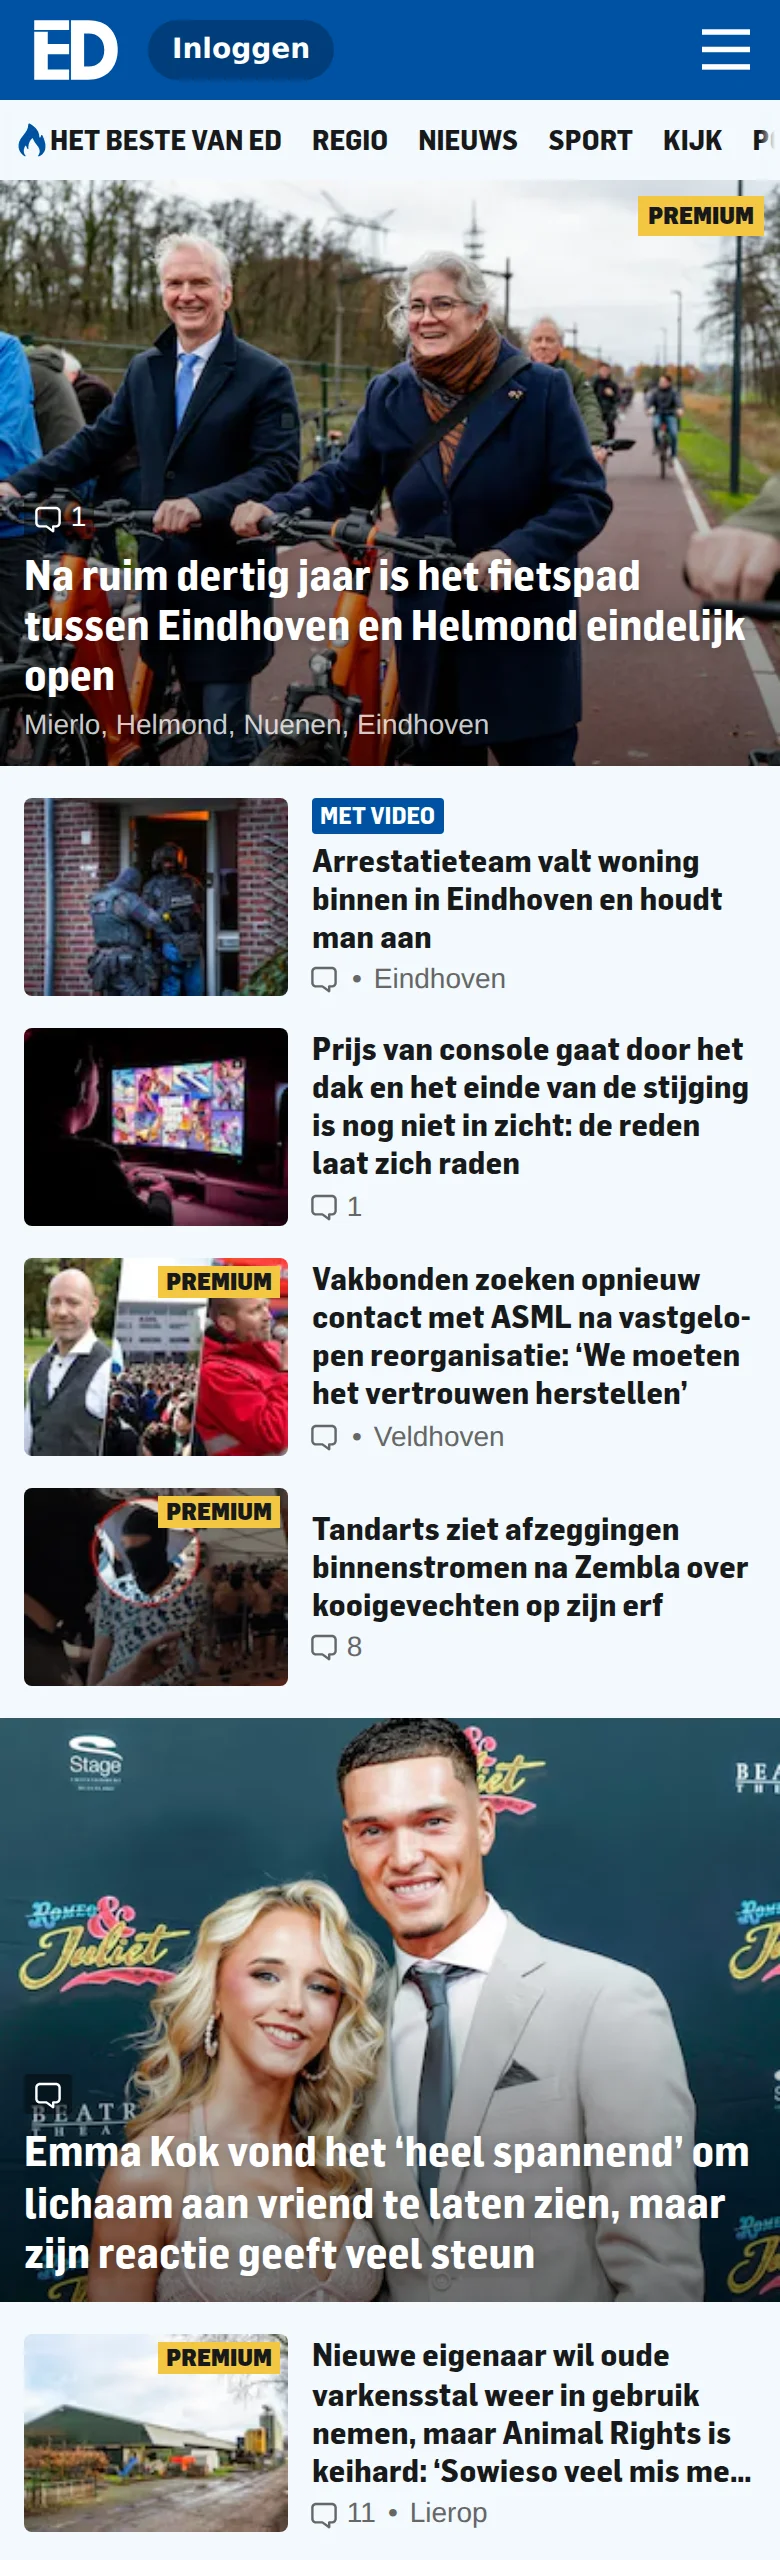 ED
Inloggen
HET BESTE VAN ED REGIO NIEUWS SPORT KIJK
PREMIUM
1
Na ruim dertig jaar is het fietspad
tussen Eindhoven en Helmond eindelijk
open
Mierlo, Helmond, Nuenen, Eindhoven
MET VIDEO
Arrestatieteam valt woning
binnen in Eindhoven en houdt
man aan
• Eindhoven
Prijs van console gaat door het
dak en het einde van de stijging
is nog niet in zicht: de reden
laat zich raden
1
PREMIUM
Vakbonden zoeken opnieuw
contact met ASML na vastgelo-
pen reorganisatie: ‘We moeten
het vertrouwen herstellen’
• Veldhoven
PREMIUM
Tandarts ziet afzeggingen
binnenstromen na Zembla over
kooigevechten op zijn erf
8
Stage
Romeo
&
Juliet
Emma Kok vond het ‘heel spannend’ om
lichaam aan vriend te laten zien, maar
zijn reactie geeft veel steun
PREMIUM
Nieuwe eigenaar wil oude
varkensstal weer in gebruik
nemen, maar Animal Rights is
keihard: ‘Sowieso veel mis me...
11 • Lierop